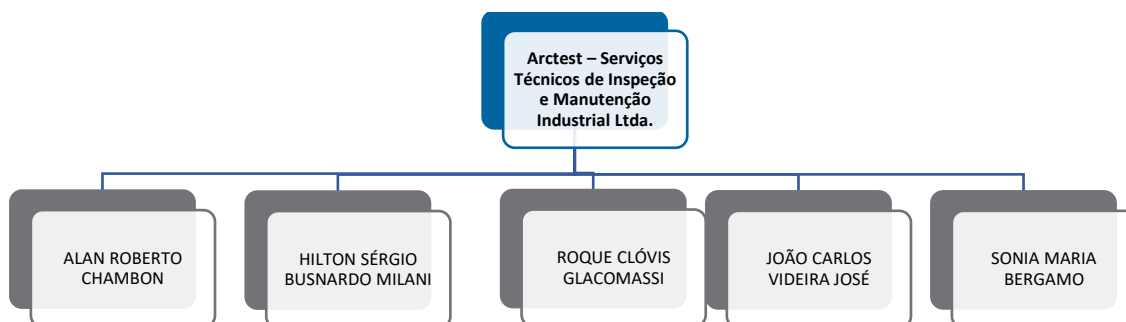 Arctest – Serviços
Técnicos de Inspeção
e Manutenção
Industrial Ltda.
ALAN ROBERTO
CHAMBON
HILTON SÉRGIO
BUSNARDO MILANI
ROQUE CLÓVIS
GLACOMASSI
JOÃO CARLOS
VIDEIRA JOSÉ
SONIA MARIA
BERGAMO